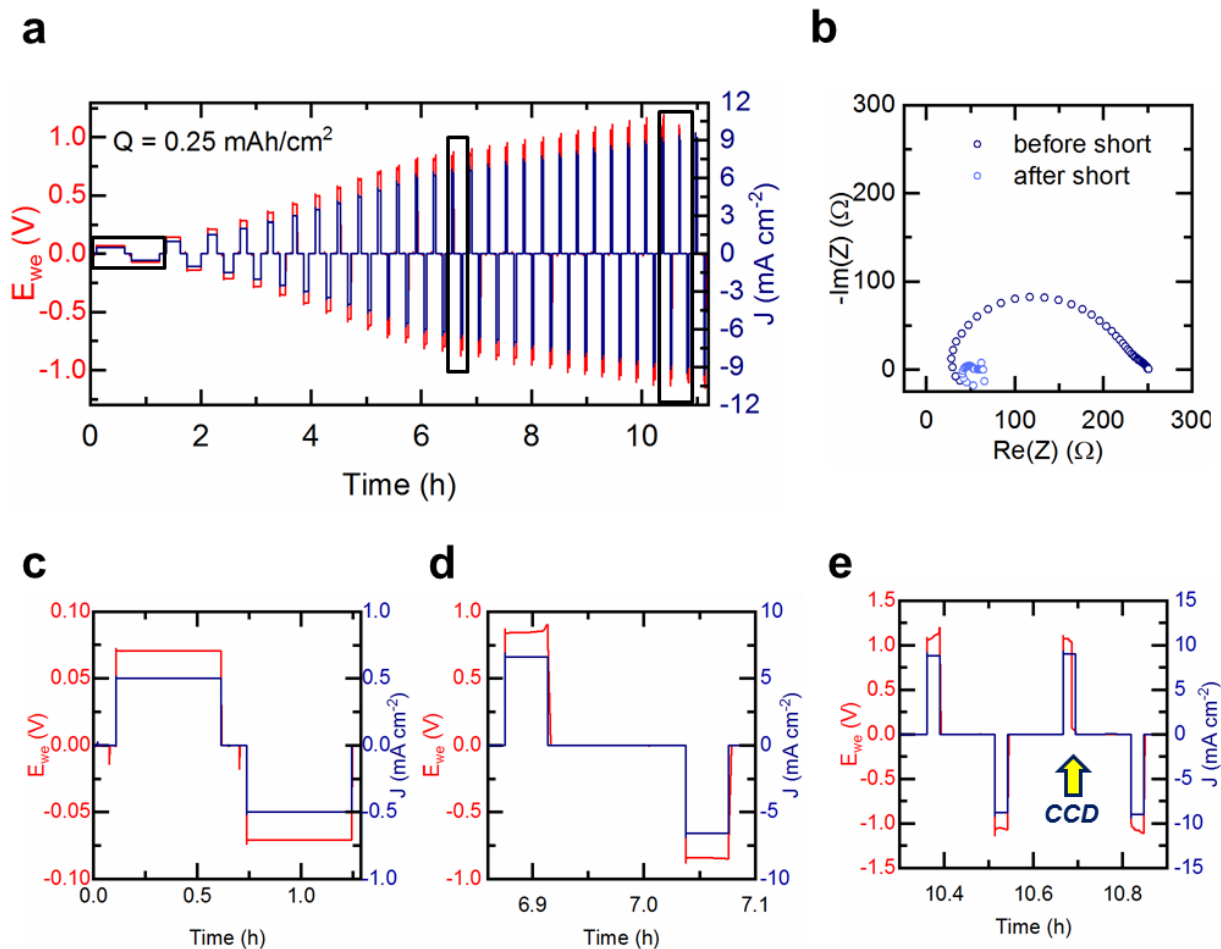 a
Q = 0.25 mAh/cm²
1.0
0.5
0.0
-0.5
-1.0
E_we (V)
12
9
6
3
0
-3
-6
-9
-12
J (mA cm⁻²)
0 2 4 6 8 10
Time (h)
b
300
200
100
0
-Im(Z) (Ω)
before short
after short
0 100 200 300
Re(Z) (Ω)
c
0.10
0.05
0.00
-0.05
-0.10
E_we (V)
1.0
0.5
0.0
-0.5
-1.0
J (mA cm⁻²)
0.0 0.5 1.0
Time (h)
d
1.0
0.5
0.0
-0.5
-1.0
E_we (V)
10
5
0
-5
-10
J (mA cm⁻²)
6.9 7.0 7.1
Time (h)
e
1.5
1.0
0.5
0.0
-0.5
-1.0
-1.5
E_we (V)
CCD
15
10
5
0
-5
-10
-15
J (mA cm⁻²)
10.4 10.6 10.8
Time (h)